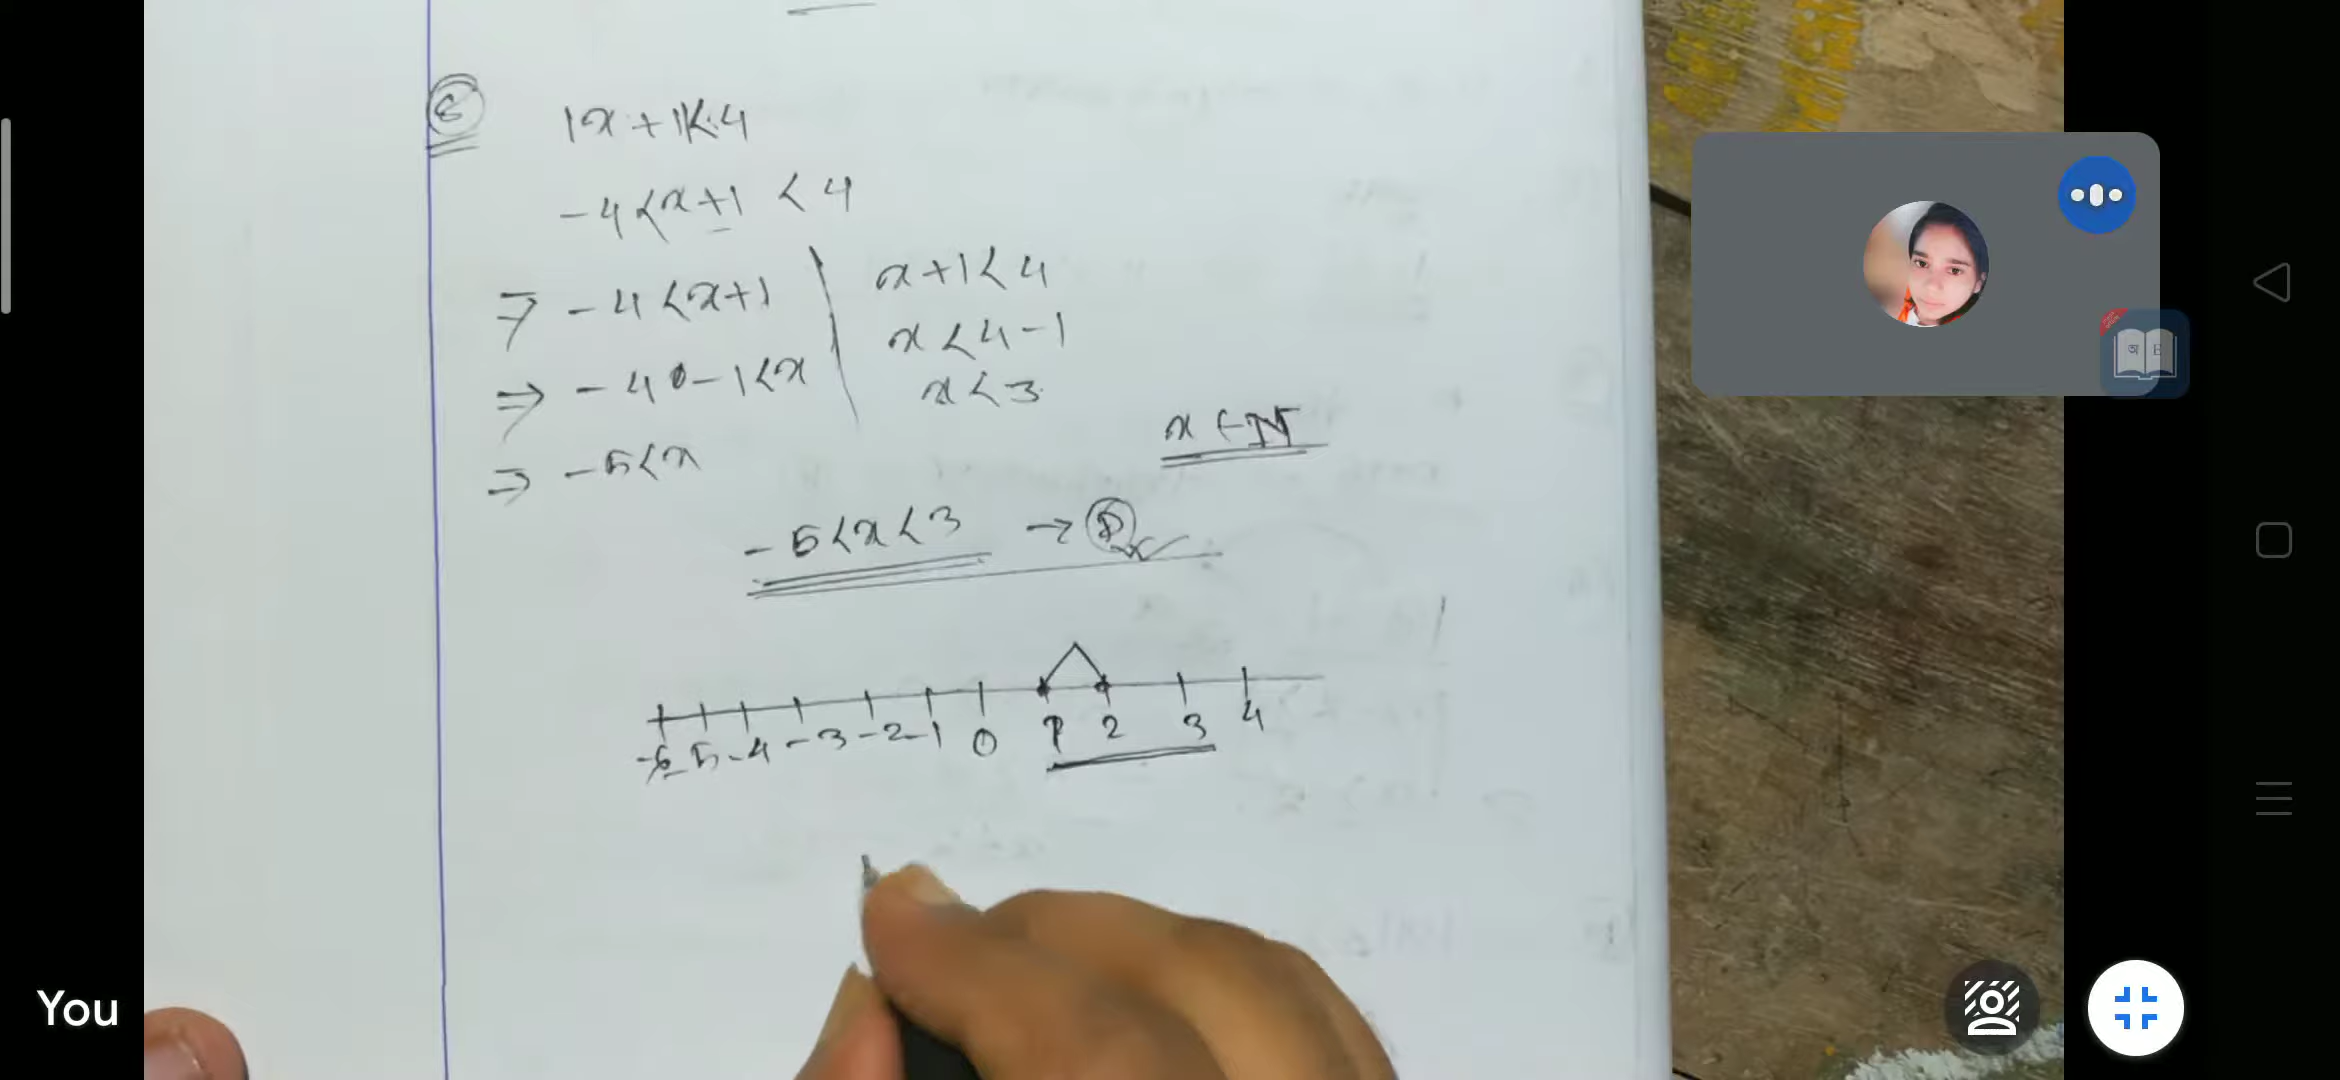 8
|x+1|<4
-4<x+1 <4
⇒ -4<x+1
x+1<4
⇒ -4-1<x
x<4-1
x<3
⇒ -5<x
x ∈ N
-5<x<3 →
-6 -5 -4 -3 -2 -1 0 1 2 3 4
You